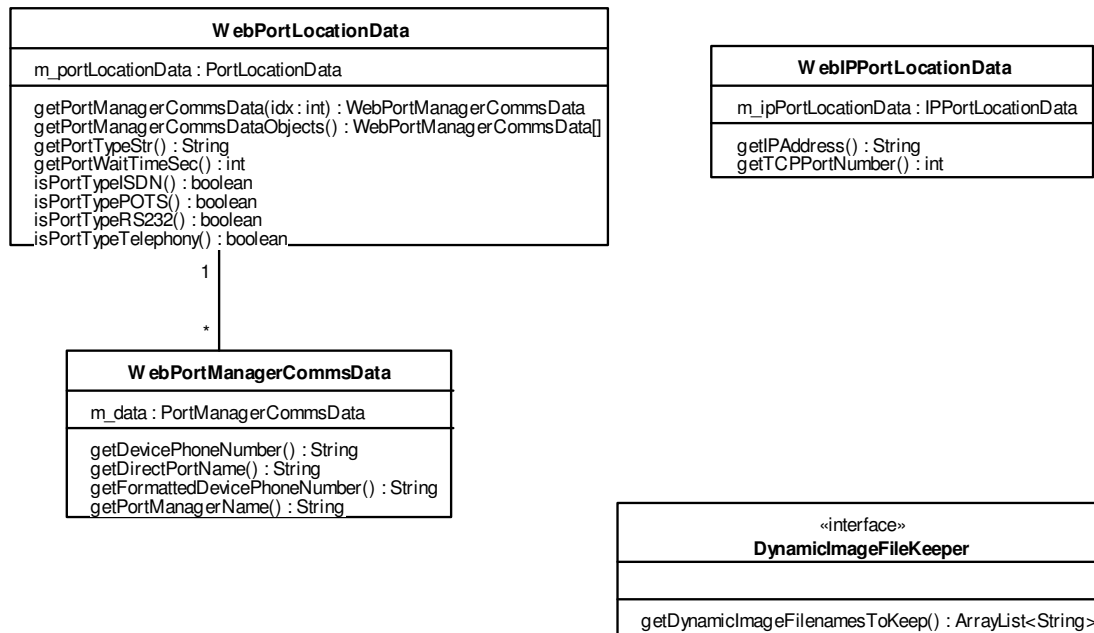 WebPortLocationData
m_portLocationData : PortLocationData
getPortManagerCommsData(idx : int) : WebPortManagerCommsData
getPortManagerCommsDataObjects() : WebPortManagerCommsData[]
getPortTypeStr() : String
getPortWaitTimeSec() : int
isPortTypeISDN() : boolean
isPortTypePOTS() : boolean
isPortTypeRS232() : boolean
isPortTypeTelephony() : boolean
WebIPPortLocationData
m_ipPortLocationData : IPPortLocationData
getIPAddress() : String
getTCPPortNumber() : int
1
*
WebPortManagerCommsData
m_data : PortManagerCommsData
getDevicePhoneNumber() : String
getDirectPortName() : String
getFormattedDevicePhoneNumber() : String
getPortManagerName() : String
«interface»
DynamicImageFileKeeper
getDynamicImageFilenamesToKeep() : ArrayList<String>